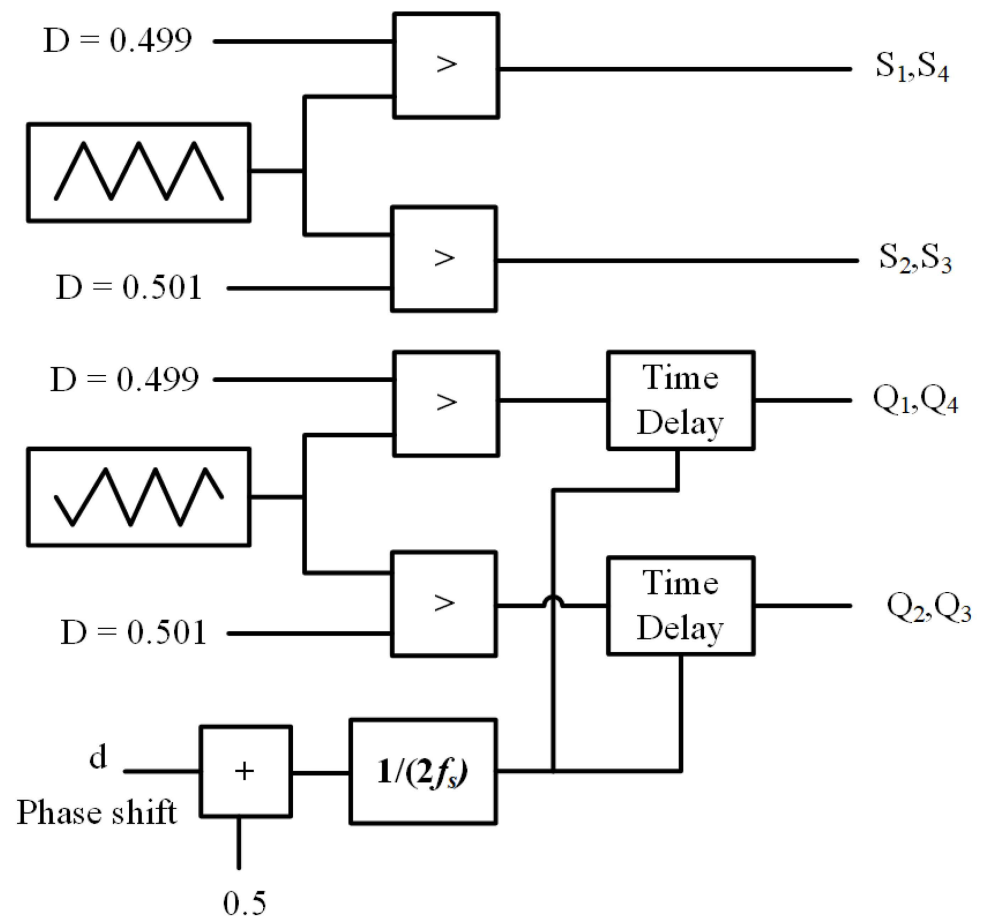 D = 0.499
>
S₁,S₄
>
S₂,S₃
D = 0.501
D = 0.499
>
Time
Delay
Q₁,Q₄
>
Time
Delay
Q₂,Q₃
D = 0.501
d
+
1/(2fₛ)
Phase shift
0.5